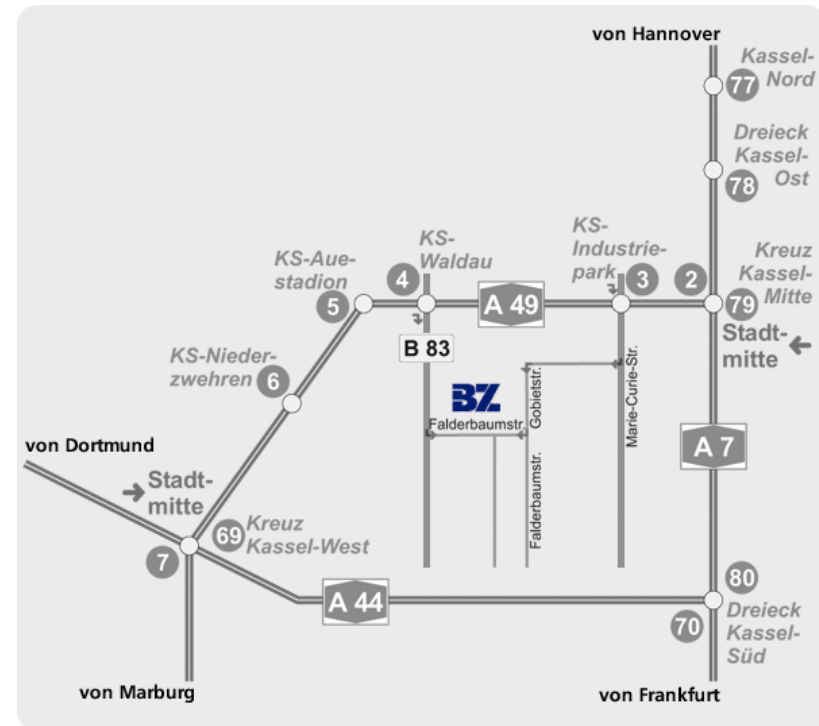 von Hannover
Kassel-
Nord
77
Dreieck
Kassel-
Ost
78
KS-
Industrie-
park
3
2
Kreuz
Kassel-
Mitte
79
Stadt-
mitte
KS-
Waldau
4
A 49
KS-Aue-
stadion
5
B 83
KS-Nieder-
zwehren
6
BZ
Falderbaumstr.
Gobietstr.
Falderbaumstr.
Marie-Curie-Str.
A 7
von Dortmund
Stadt-
mitte
69
Kreuz
Kassel-West
7
A 44
80
70
Dreieck
Kassel-
Süd
von Marburg
von Frankfurt